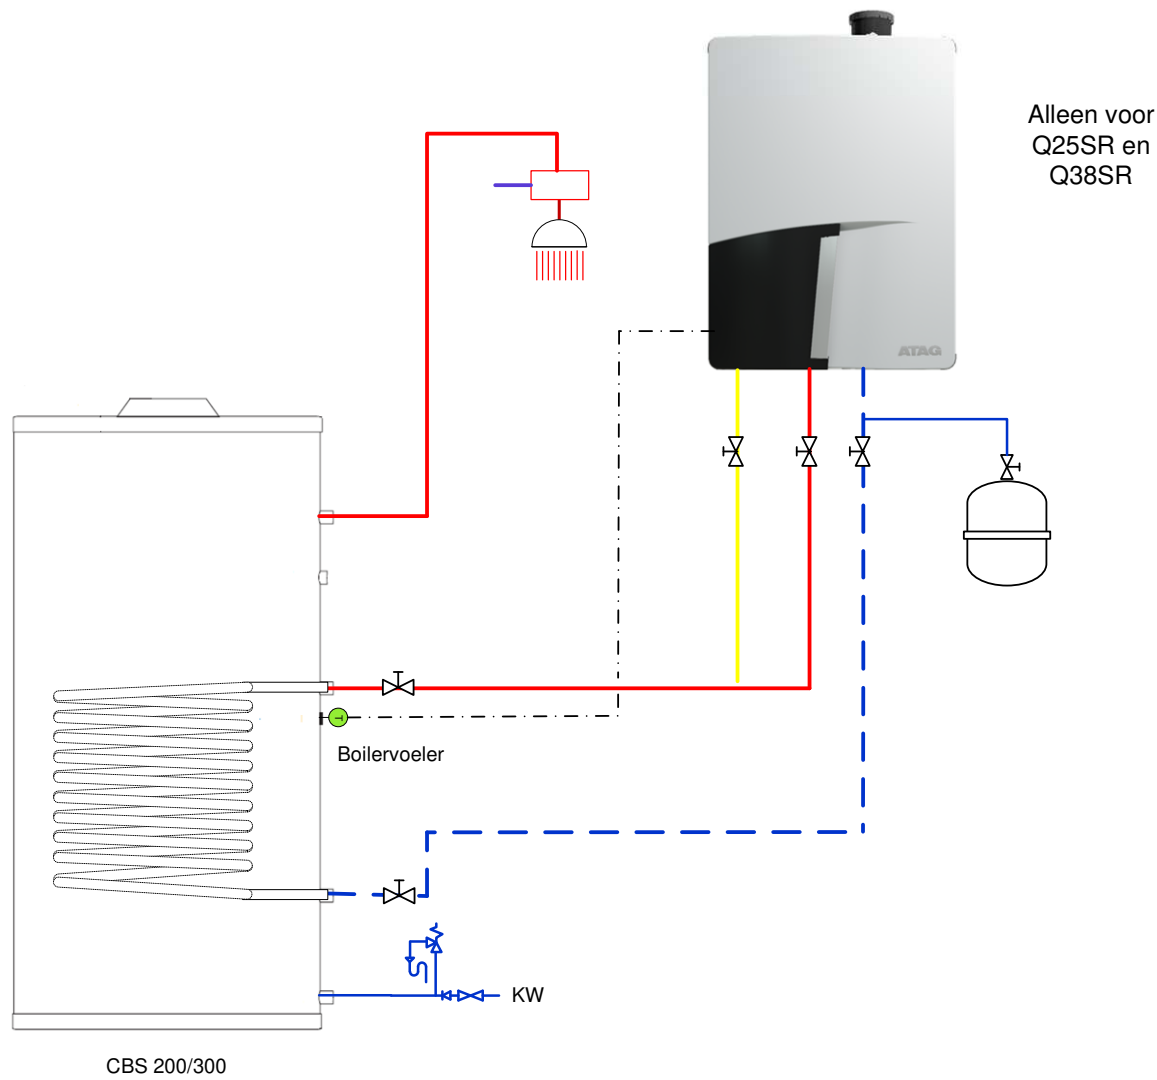 Alleen voor
Q25SR en
Q38SR
ATAG
T
Boilervoeler
KW
CBS 200/300